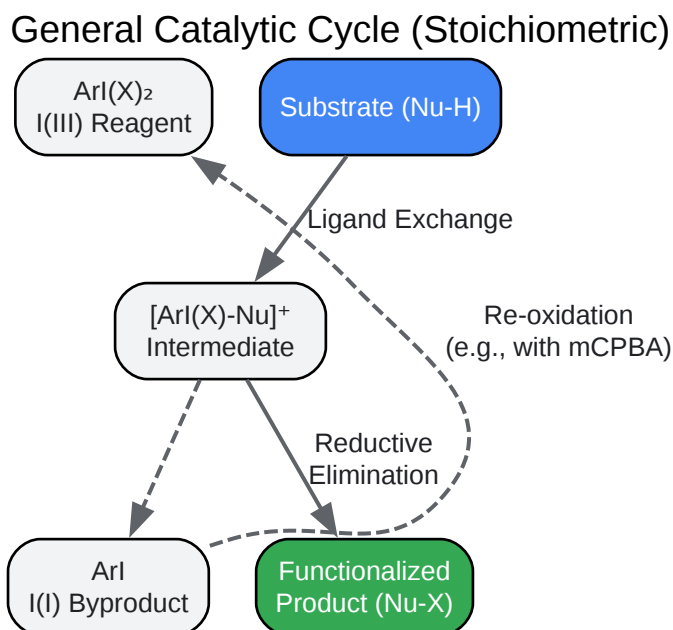 General Catalytic Cycle (Stoichiometric)
ArI(X)₂
I(III) Reagent
Substrate (Nu-H)
Ligand Exchange
[ArI(X)-Nu]⁺
Intermediate
Re-oxidation
(e.g., with mCPBA)
Reductive
Elimination
ArI
I(I) Byproduct
Functionalized
Product (Nu-X)